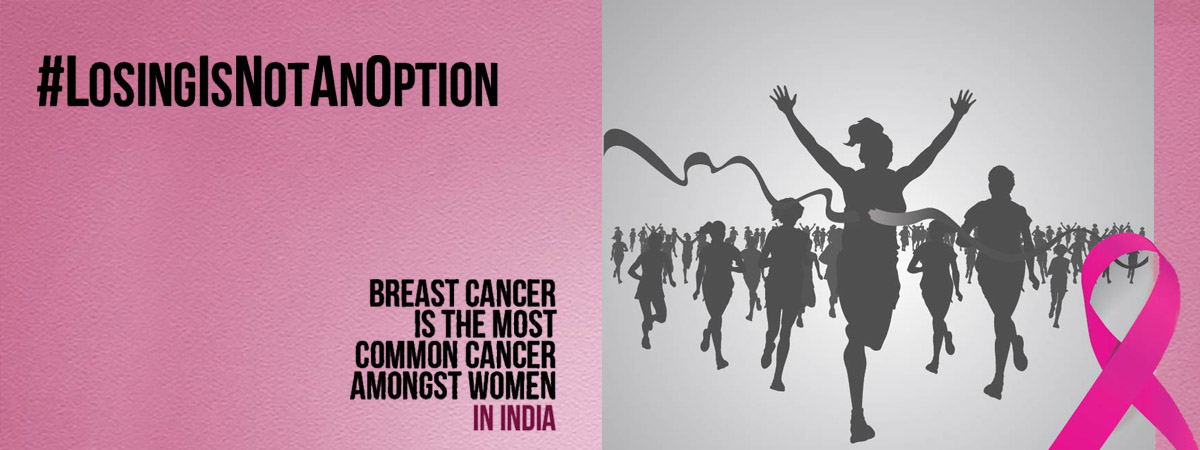 #LosingIsNotAnOption
BREAST CANCER
IS THE MOST
COMMON CANCER
AMONGST WOMEN
IN INDIA